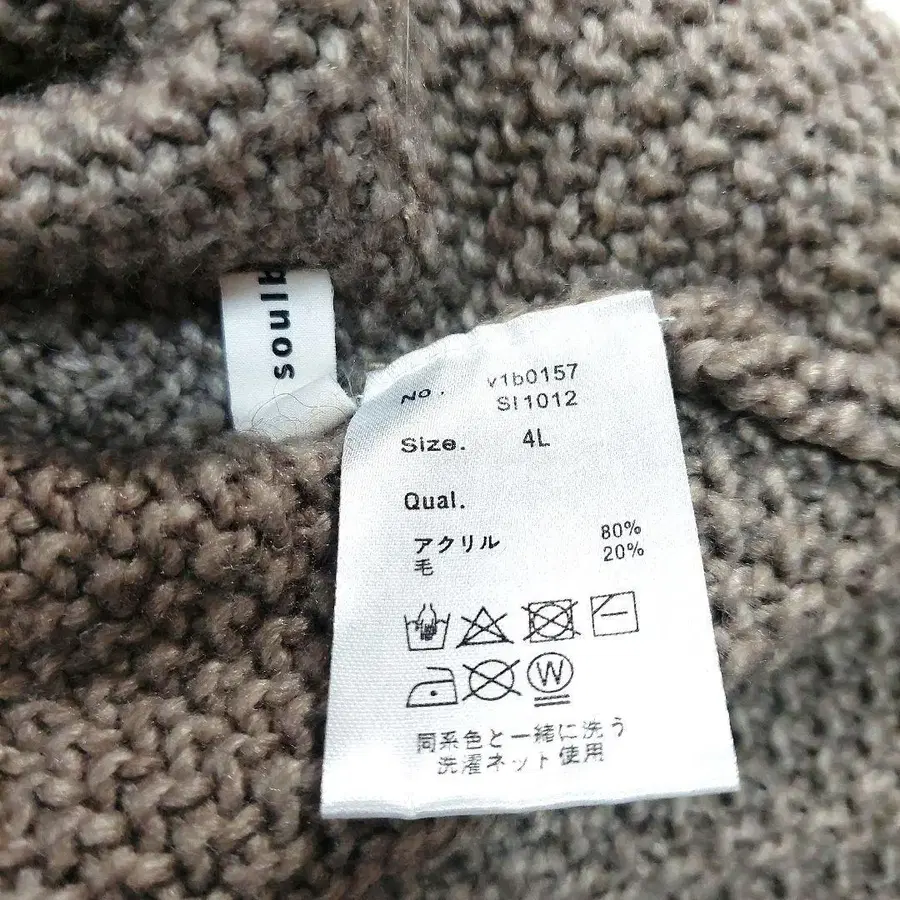 soulb
No. v1b0157
SI1012
Size. 4L
Qual.
アクリル 80%
毛 20%
W
同系色と一緒に洗う
洗濯ネット使用